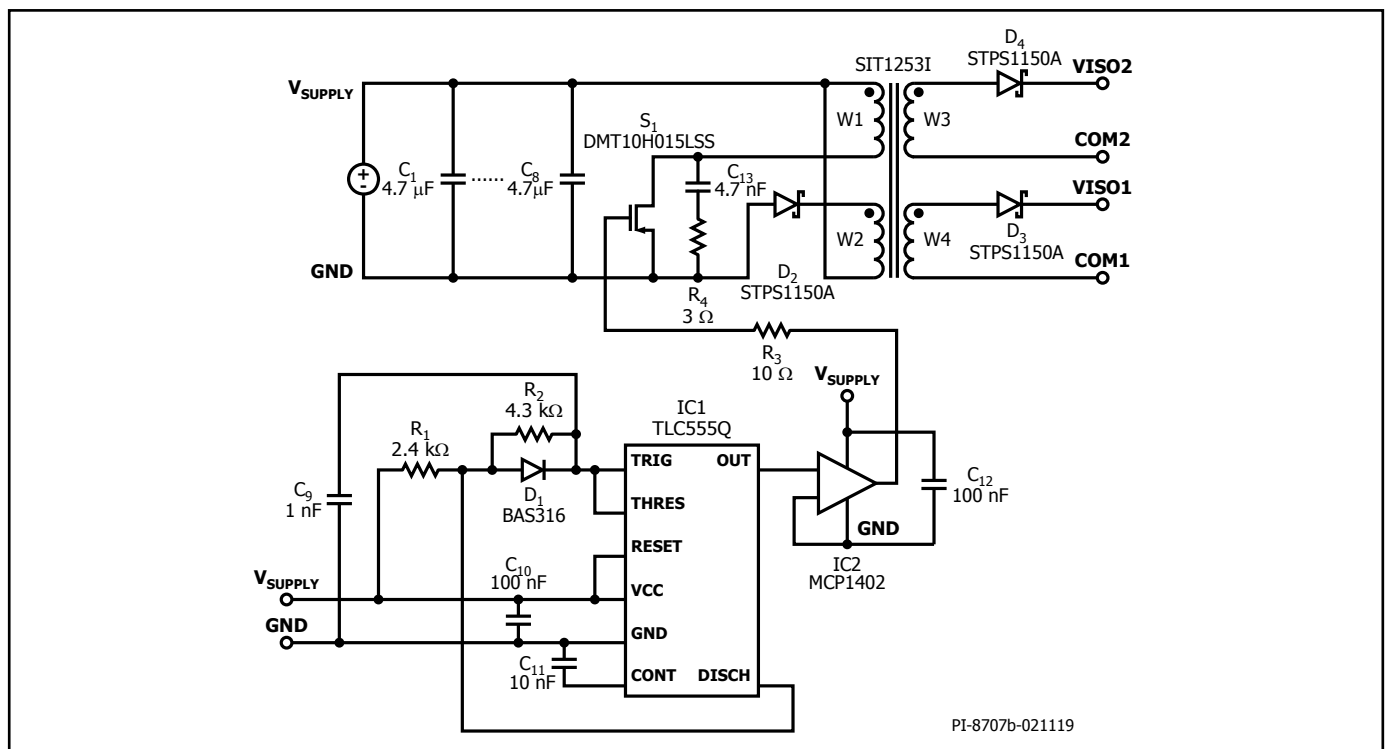 D4
STPS1150A
VISO2
SIT1253I
VSUPPLY
W1
W3
S1
DMT10H015LSS
COM2
+
-
C1
4.7 µF
......
C8
4.7µF
C13
4.7 nF
VISO1
W2
W4
D3
STPS1150A
GND
COM1
D2
STPS1150A
R4
3 Ω
R3
10 Ω
VSUPPLY
R2
4.3 kΩ
IC1
TLC555Q
R1
2.4 kΩ
TRIG
OUT
C9
1 nF
D1
BAS316
THRES
C12
100 nF
GND
RESET
IC2
MCP1402
C10
100 nF
VSUPPLY
VCC
GND
GND
C11
10 nF
CONT
DISCH
PI-8707b-021119